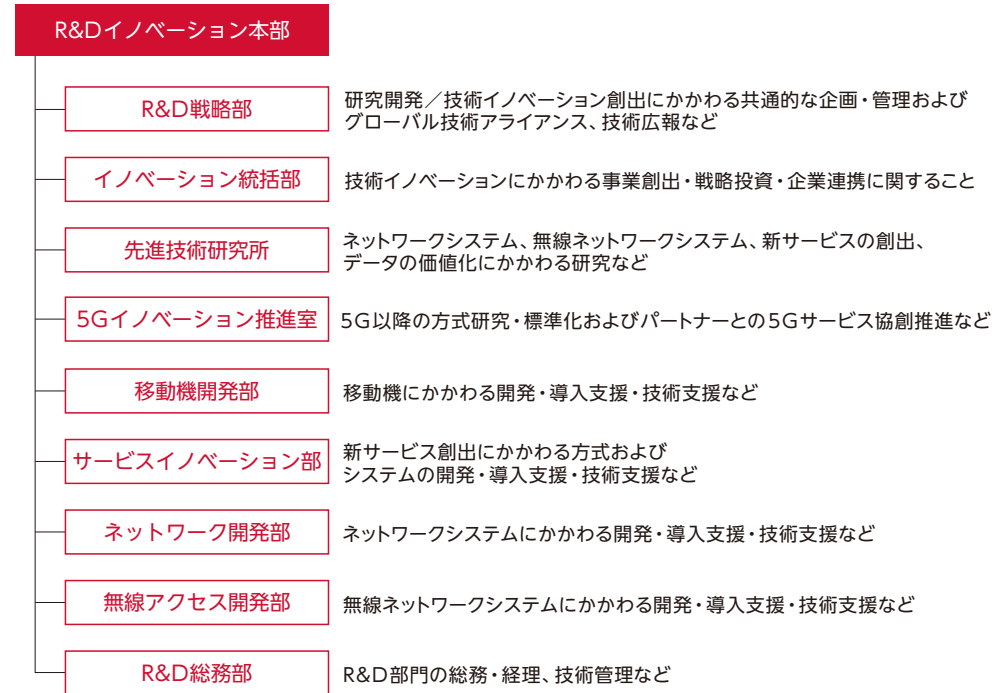 R&Dイノベーション本部
R&D戦略部
研究開発／技術イノベーション創出にかかわる共通的な企画・管理および
グローバル技術アライアンス、技術広報など
イノベーション統括部
技術イノベーションにかかわる事業創出・戦略投資・企業連携に関すること
先進技術研究所
ネットワークシステム、無線ネットワークシステム、新サービスの創出、
データの価値化にかかわる研究など
5Gイノベーション推進室
5G以降の方式研究・標準化およびパートナーとの5Gサービス協創推進など
移動機開発部
移動機にかかわる開発・導入支援・技術支援など
サービスイノベーション部
新サービス創出にかかわる方式および
システムの開発・導入支援・技術支援など
ネットワーク開発部
ネットワークシステムにかかわる開発・導入支援・技術支援など
無線アクセス開発部
無線ネットワークシステムにかかわる開発・導入支援・技術支援など
R&D総務部
R&D部門の総務・経理、技術管理など